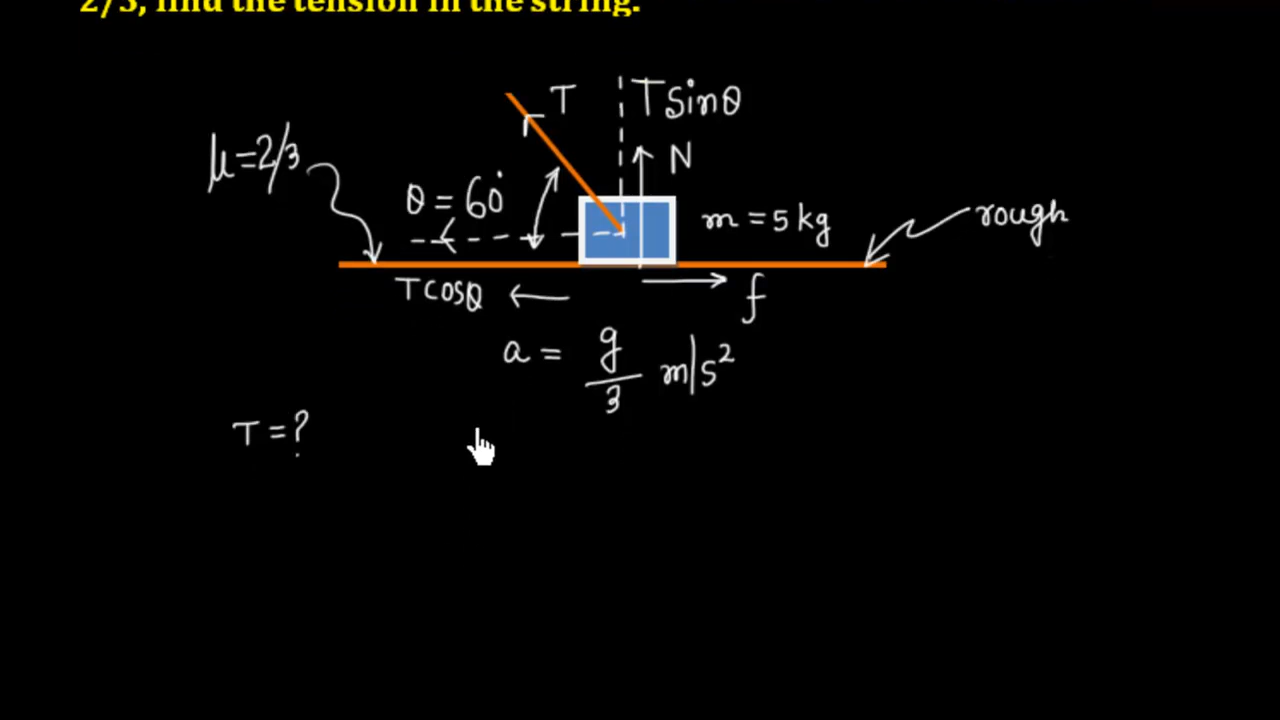 2/3, find the tension in the string.
T
Tsinθ
N
μ=2/3
θ = 60°
m = 5 kg
rough
Tcosθ
f
a = g/3 m/s²
T = ?